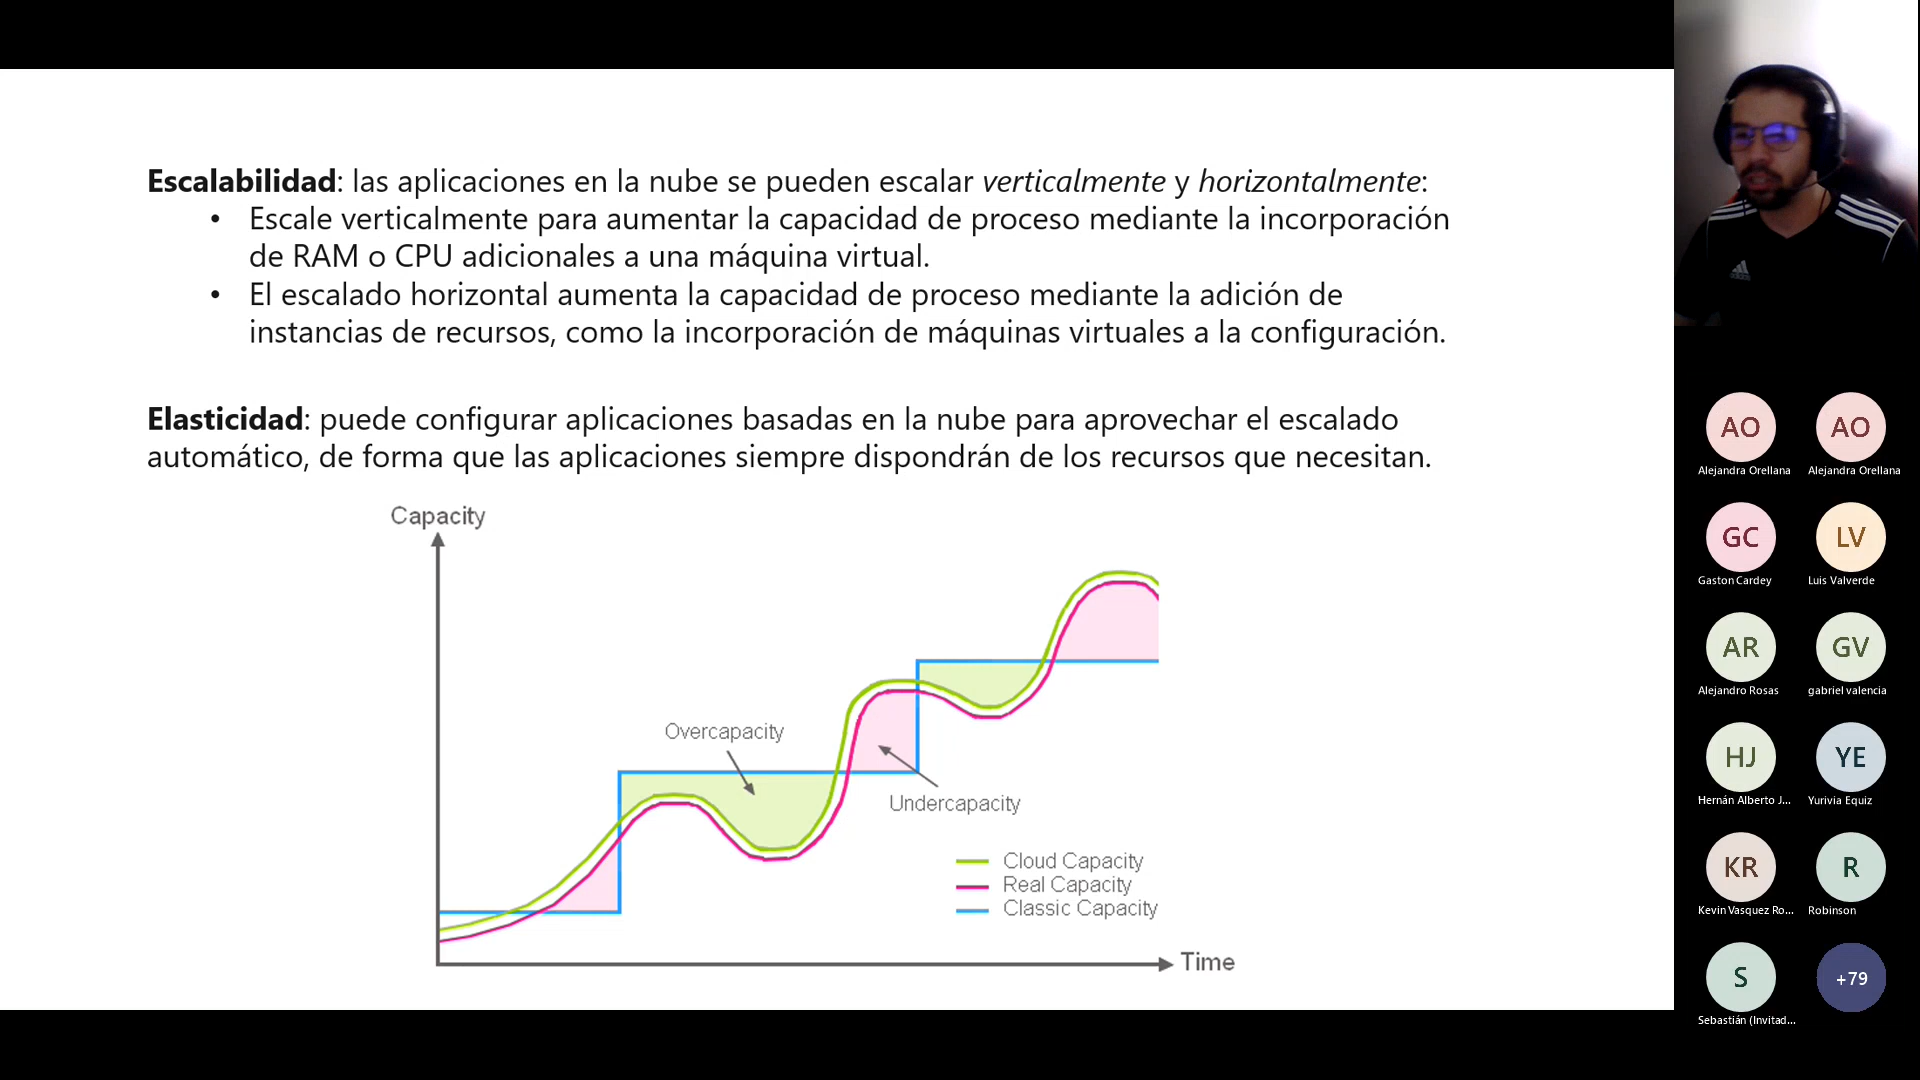 Escalabilidad: las aplicaciones en la nube se pueden escalar verticalmente y horizontalmente:
• Escale verticalmente para aumentar la capacidad de proceso mediante la incorporación
de RAM o CPU adicionales a una máquina virtual.
• El escalado horizontal aumenta la capacidad de proceso mediante la adición de
instancias de recursos, como la incorporación de máquinas virtuales a la configuración.
Elasticidad: puede configurar aplicaciones basadas en la nube para aprovechar el escalado
automático, de forma que las aplicaciones siempre dispondrán de los recursos que necesitan.
Capacity
Overcapacity
Undercapacity
Cloud Capacity
Real Capacity
Classic Capacity
Time
AO
Alejandra Orellana
AO
Alejandra Orellana
GC
Gaston Cardey
LV
Luis Valverde
AR
Alejandro Rosas
GV
gabriel valencia
HJ
Hernán Alberto J...
YE
Yurivia Equiz
KR
Kevin Vasquez Ro...
R
Robinson
S
Sebastián (Invitad...
+79